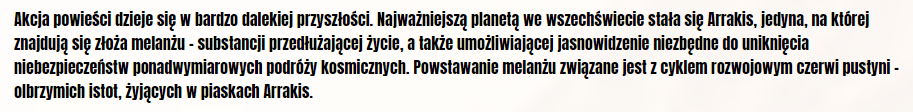 Akcja powieści dzieje się w bardzo dalekiej przyszłości. Najważniejszą planetą we wszechświecie stała się Arrakis, jedyna, na której
znajdują się złoża melanżu - substancji przedłużającej życie, a także umożliwiającej jasnowidzenie niezbędne do uniknięcia
niebezpieczeństw ponadwymiarowych podróży kosmicznych. Powstawanie melanżu związane jest z cyklem rozwojowym czerwi pustyni -
olbrzymich istot, żyjących w piaskach Arrakis.